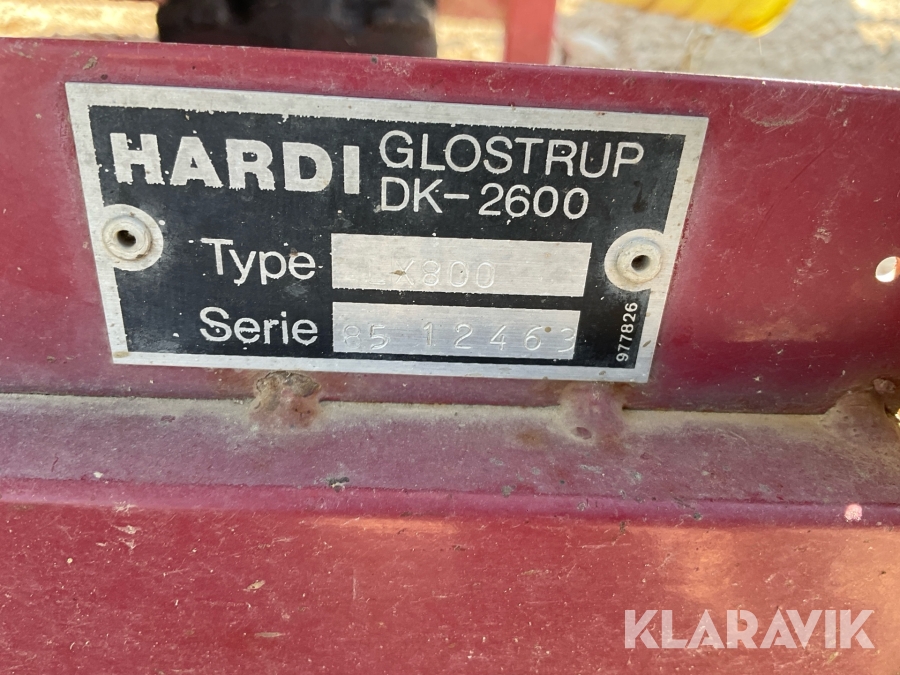 HARDI GLOSTRUP
DK-2600
Type
Serie 85 12463
977826
KLARAVIK